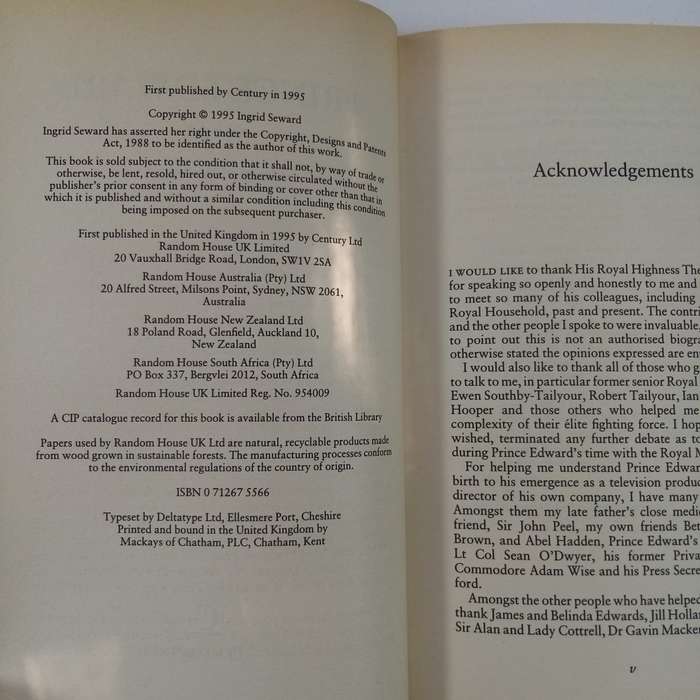 First published by Century in 1995
Copyright © 1995 Ingrid Seward
Ingrid Seward has asserted her right under the Copyright, Designs and Patents
Act, 1988 to be identified as the author of this work.
This book is sold subject to the condition that it shall not, by way of trade or
otherwise, be lent, resold, hired out, or otherwise circulated without the
publisher's prior consent in any form of binding or cover other than that in
which it is published and without a similar condition including this condition
being imposed on the subsequent purchaser.
First published in the United Kingdom in 1995 by Century Ltd
Random House UK Limited
20 Vauxhall Bridge Road, London, SW1V 2SA
Random House Australia (Pty) Ltd
20 Alfred Street, Milsons Point, Sydney, NSW 2061,
Australia
Random House New Zealand Ltd
18 Poland Road, Glenfield, Auckland 10,
New Zealand
Random House South Africa (Pty) Ltd
PO Box 337, Bergvlei 2012, South Africa
Random House UK Limited Reg. No. 954009
A CIP catalogue record for this book is available from the British Library
Papers used by Random House UK Ltd are natural, recyclable products made
from wood grown in sustainable forests. The manufacturing processes conform
to the environmental regulations of the country of origin.
ISBN 0 71267 5566
Typeset by Deltatype Ltd, Ellesmere Port, Cheshire
Printed and bound in the United Kingdom by
Mackays of Chatham, PLC, Chatham, Kent
Acknowledgements
I WOULD LIKE to thank His Royal Highness The
for speaking so openly and honestly to me and
to meet so many of his colleagues, including
Royal Household, past and present. The contri
and the other people I spoke to were invaluable,
to point out this is not an authorised biogra
otherwise stated the opinions expressed are en
I would also like to thank all of those who g
to talk to me, in particular former senior Royal
Ewen Southby-Tailyour, Robert Tailyour, Ian
Hooper and those others who helped me
complexity of their élite fighting force. I hop
wished, terminated any further debate as to
during Prince Edward's time with the Royal M
For helping me understand Prince Edwar
birth to his emergence as a television produc
director of his own company, I have many
Amongst them my late father's close medic
friend, Sir John Peel, my own friends Bet
Brown, and Abel Hadden, Prince Edward's
Lt Col Sean O'Dwyer, his former Priva
Commodore Adam Wise and his Press Secre
ford.
Amongst the other people who have helped
thank James and Belinda Edwards, Jill Hollan
Sir Alan and Lady Cottrell, Dr Gavin Macken
v